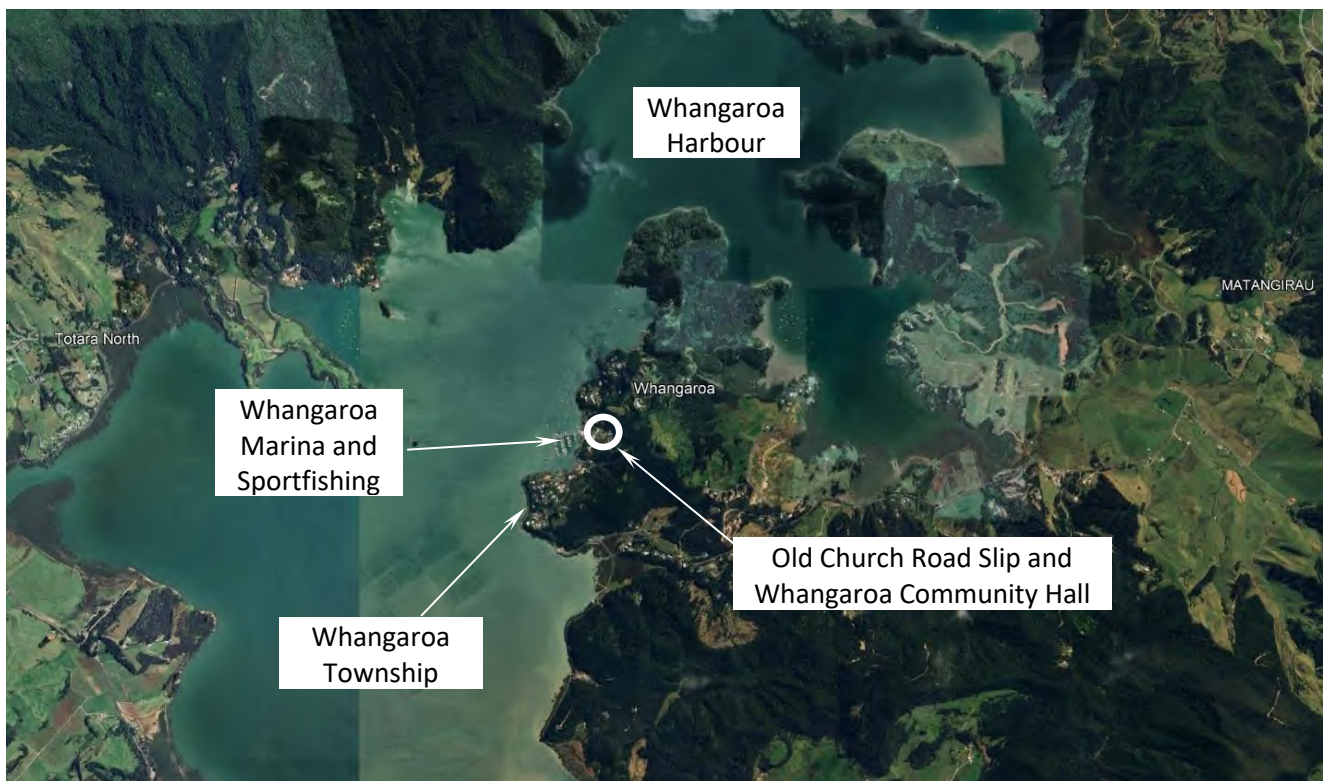 Whangaroa
Harbour
MATANGIRAU
Totara North
Whangaroa
Whangaroa
Marina and
Sportfishing
Old Church Road Slip and
Whangaroa Community Hall
Whangaroa
Township